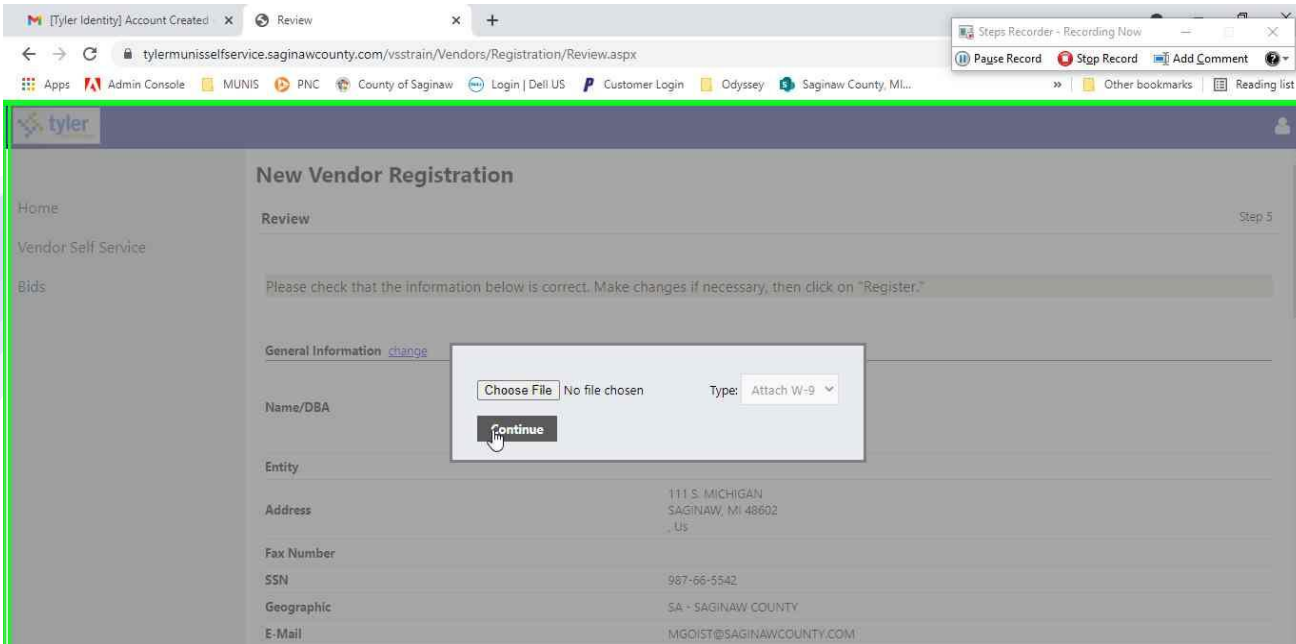 [Tyler Identity] Account Created
Review
Steps Recorder - Recording Now
tylermunisselfservice.saginawcounty.com/vsstrain/Vendors/Registration/Review.aspx
Pause Record Stop Record Add Comment
Apps Admin Console MUNIS PNC County of Saginaw Login | Dell US Customer Login Odyssey Saginaw County, MI... » Other bookmarks Reading list
tyler
New Vendor Registration
Home
Review Step 5
Vendor Self Service
Bids
Please check that the information below is correct. Make changes if necessary, then click on "Register."
General Information change
Choose File No file chosen Type: Attach W-9
Name/DBA
Continue
Entity
Address
111 S. MICHIGAN
SAGINAW, MI 48602
, Us
Fax Number
SSN 987-66-5542
Geographic SA - SAGINAW COUNTY
E-Mail MGOIST@SAGINAWCOUNTY.COM